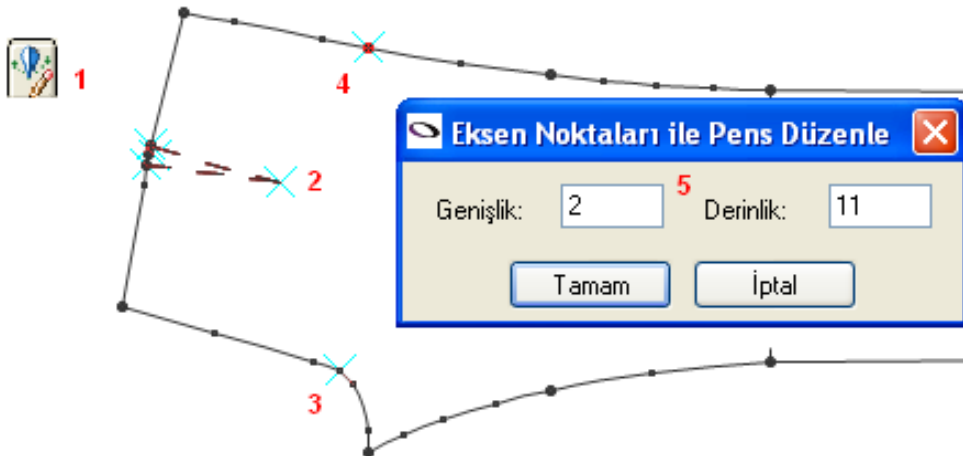 1
4
Eksen Noktaları ile Pens Düzenle
2
5
Genişlik: 2 Derinlik: 11
Tamam İptal
3